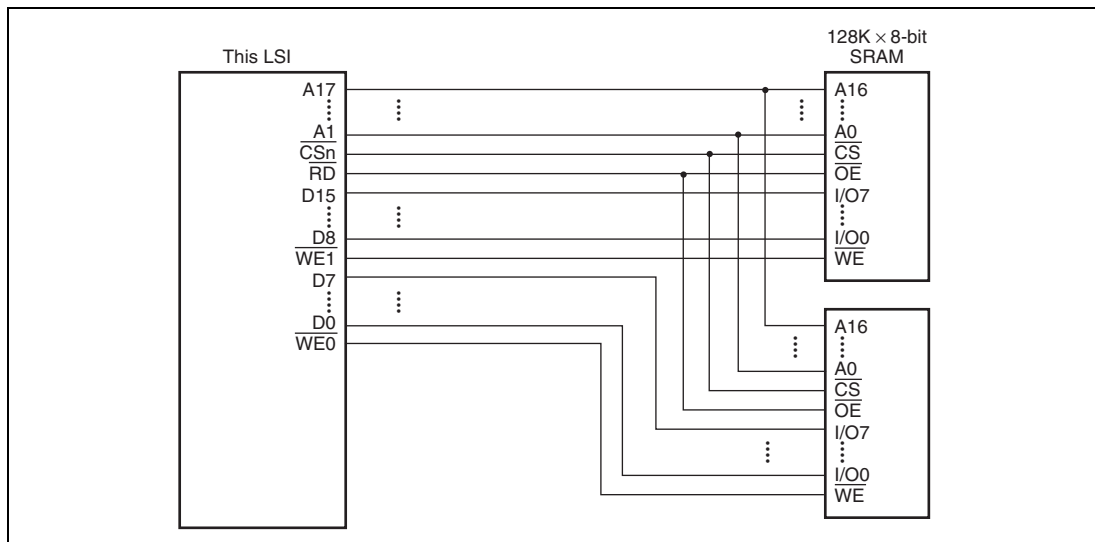 This LSI
A17
A1
CSn
RD
D15
D8
WE1
D7
D0
WE0
128K × 8-bit
SRAM
A16
A0
CS
OE
I/O7
I/O0
WE
A16
A0
CS
OE
I/O7
I/O0
WE